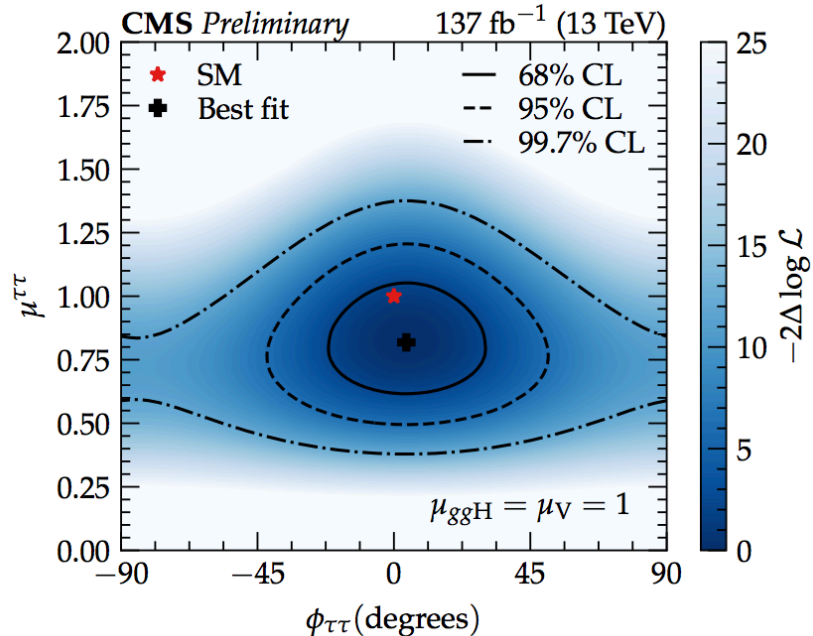 CMS Preliminary 137 fb⁻¹ (13 TeV)
SM
Best fit
68% CL
95% CL
99.7% CL
μ_ggH = μ_V = 1
2.00
1.75
1.50
1.25
1.00
0.75
0.50
0.25
0.00
μ^ττ
−90 −45 0 45 90
ϕ_ττ(degrees)
25
20
15
10
5
0
−2Δ log ℒ